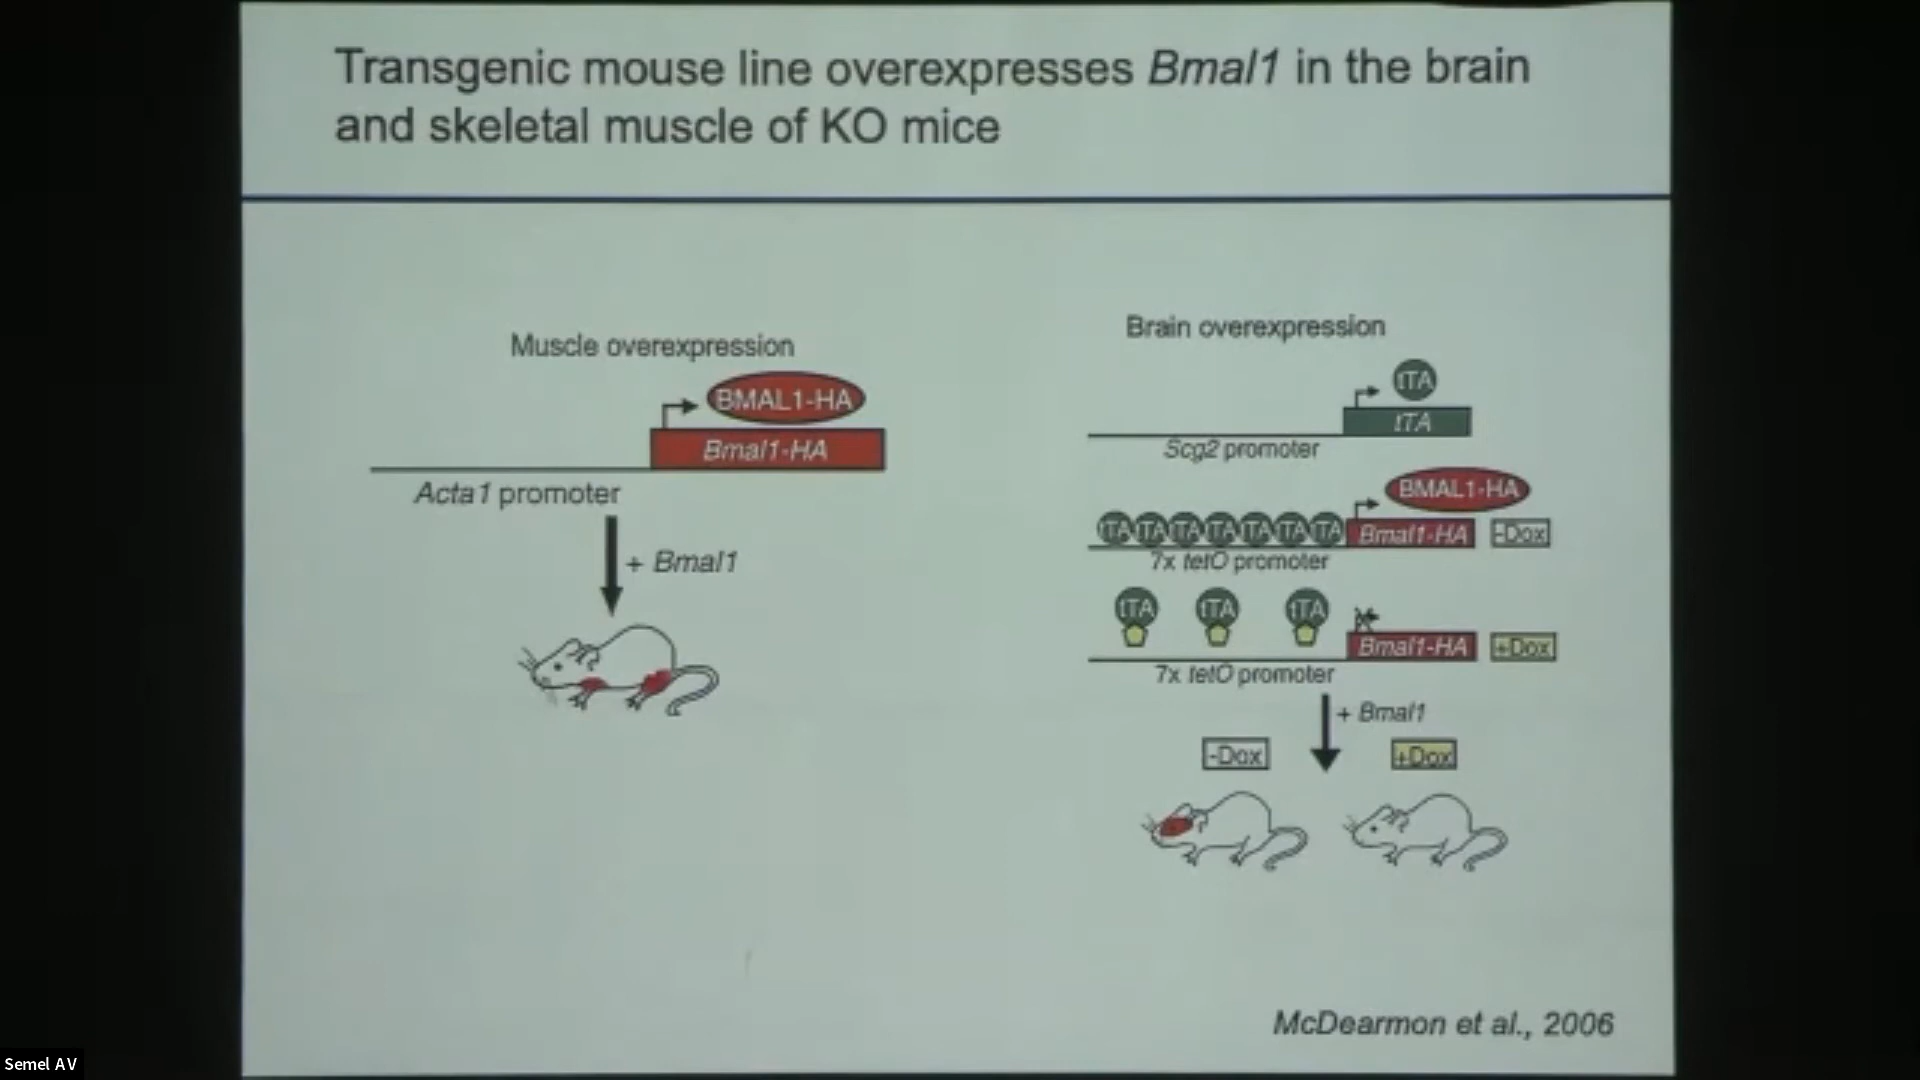 Transgenic mouse line overexpresses Bmal1 in the brain
and skeletal muscle of KO mice
Muscle overexpression
BMAL1-HA
Bmal1-HA
Acta1 promoter
+ Bmal1
Brain overexpression
tTA
tTA
Scg2 promoter
BMAL1-HA
tTA tTA tTA tTA tTA tTA tTA Bmal1-HA -Dox
7x tetO promoter
tTA tTA tTA
Bmal1-HA +Dox
7x tetO promoter
+ Bmal1
-Dox +Dox
McDearmon et al., 2006
Semel AV